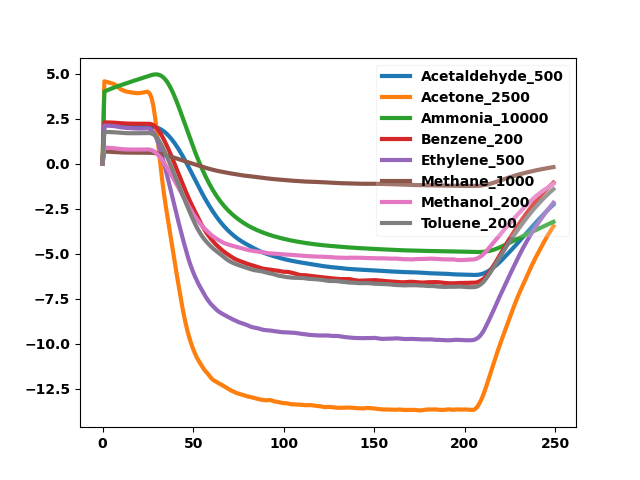 5.0
2.5
0.0
−2.5
−5.0
−7.5
−10.0
−12.5
0
50
100
150
200
250
Acetaldehyde_500
Acetone_2500
Ammonia_10000
Benzene_200
Ethylene_500
Methane_1000
Methanol_200
Toluene_200